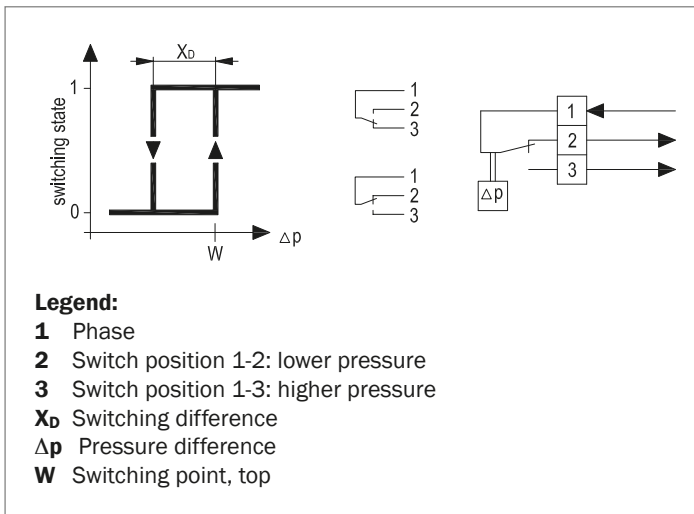 XD
switching state
1
0
W
Δp
1
2
3
1
2
3
1
2
3
Δp
Legend:
1 Phase
2 Switch position 1-2: lower pressure
3 Switch position 1-3: higher pressure
XD Switching difference
Δp Pressure difference
W Switching point, top